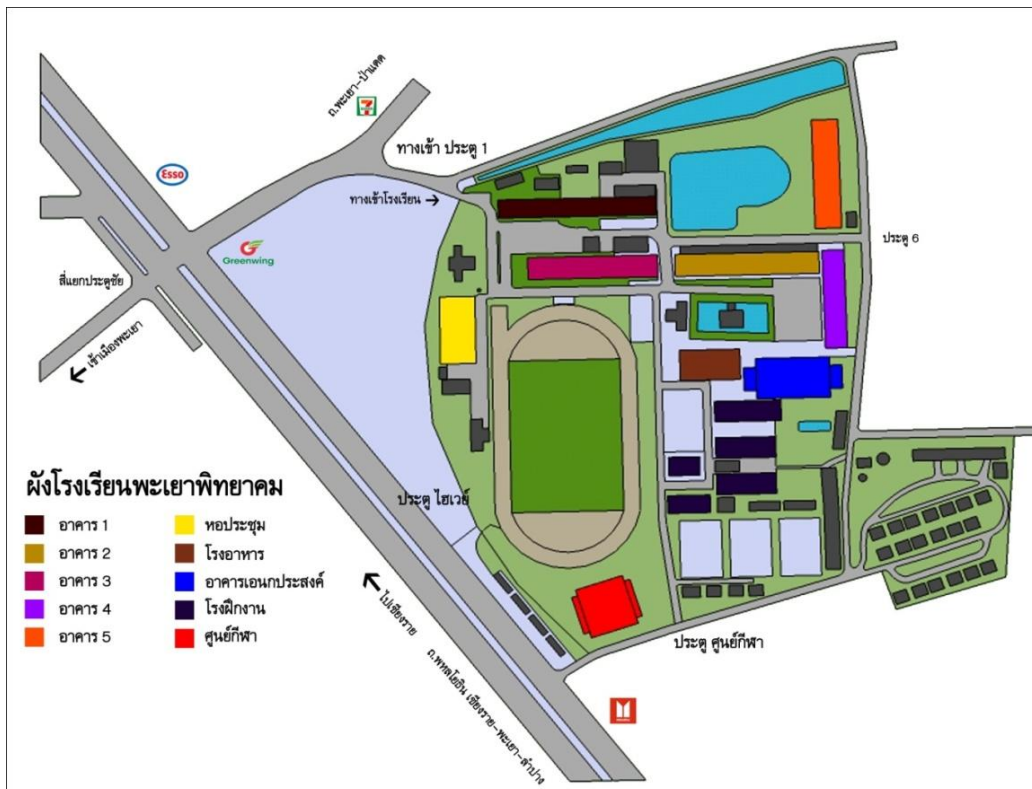 ถ.พะเยา-ป่าแดด
7
ELEVEN
ทางเข้า ประตู 1
Esso
ทางเข้าโรงเรียน →
ประตู 6
G
Greenwing
สี่แยกประตูชัย
เข้าเมืองพะเยา
ผังโรงเรียนพะเยาพิทยาคม
อาคาร 1
อาคาร 2
อาคาร 3
อาคาร 4
อาคาร 5
หอประชุม
โรงอาหาร
อาคารเอนกประสงค์
โรงฝึกงาน
ศูนย์กีฬา
ประตู ไฮเวย์
ไปเชียงราย
ถ.พหลโยธิน เชียงราย-พะเยา-ลำปาง
ประตู ศูนย์กีฬา